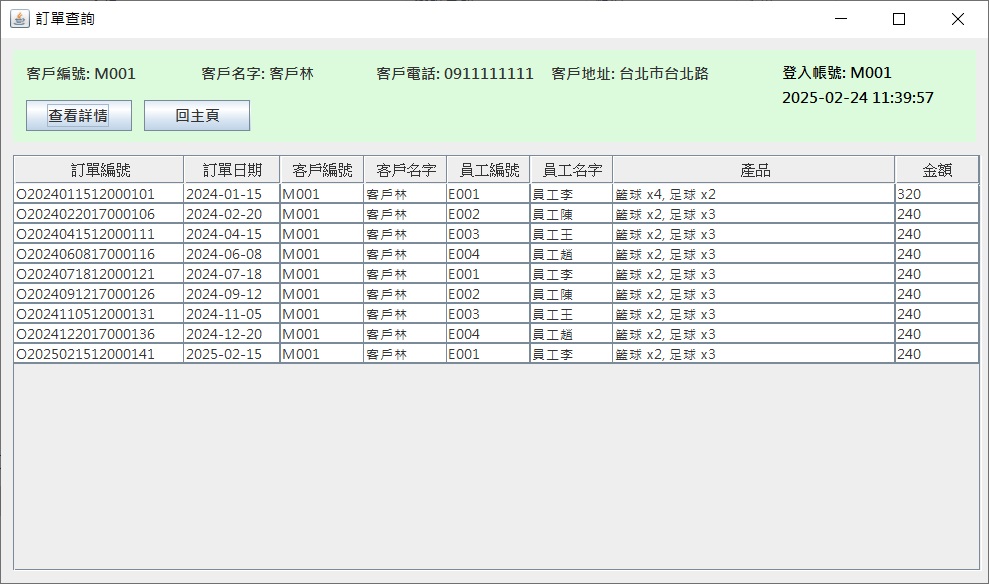 訂單查詢
客戶編號: M001 客戶名字: 客戶林 客戶電話: 0911111111 客戶地址: 台北市台北路 登入帳號: M001
2025-02-24 11:39:57
查看詳情 回主頁
訂單編號 訂單日期 客戶編號 客戶名字 員工編號 員工名字 產品 金額
O2024011512000101 2024-01-15 M001 客戶林 E001 員工李 籃球 x4, 足球 x2 320
O2024022017000106 2024-02-20 M001 客戶林 E002 員工陳 籃球 x2, 足球 x3 240
O2024041512000111 2024-04-15 M001 客戶林 E003 員工王 籃球 x2, 足球 x3 240
O2024060817000116 2024-06-08 M001 客戶林 E004 員工趙 籃球 x2, 足球 x3 240
O2024071812000121 2024-07-18 M001 客戶林 E001 員工李 籃球 x2, 足球 x3 240
O2024091217000126 2024-09-12 M001 客戶林 E002 員工陳 籃球 x2, 足球 x3 240
O2024110512000131 2024-11-05 M001 客戶林 E003 員工王 籃球 x2, 足球 x3 240
O2024122017000136 2024-12-20 M001 客戶林 E004 員工趙 籃球 x2, 足球 x3 240
O2025021512000141 2025-02-15 M001 客戶林 E001 員工李 籃球 x2, 足球 x3 240